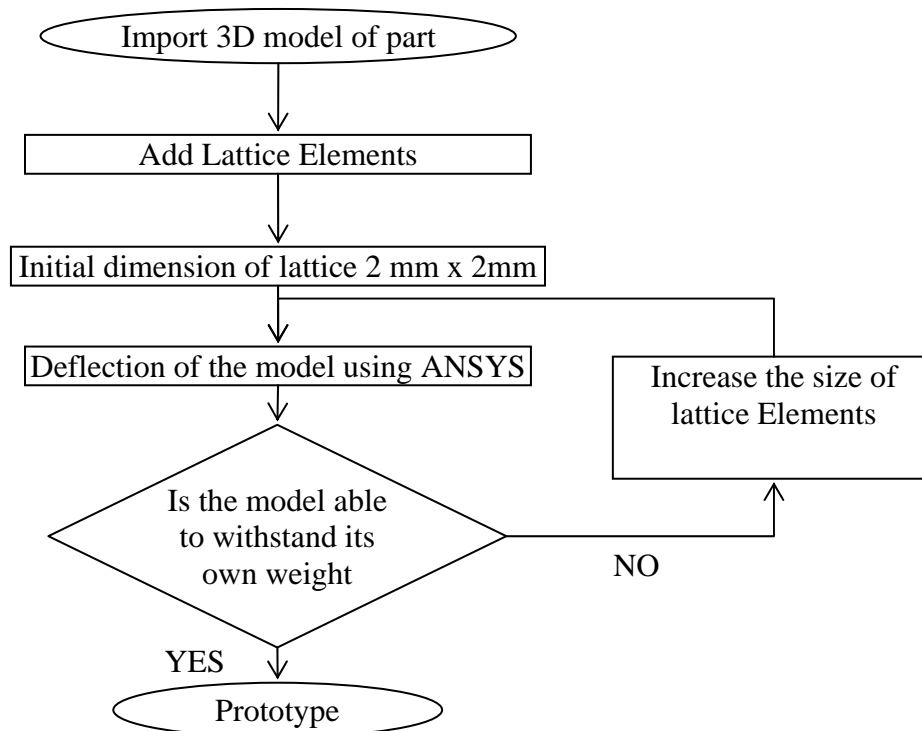 Import 3D model of part
Add Lattice Elements
Initial dimension of lattice 2 mm x 2mm
Deflection of the model using ANSYS
Increase the size of
lattice Elements
Is the model able
to withstand its
own weight
NO
YES
Prototype